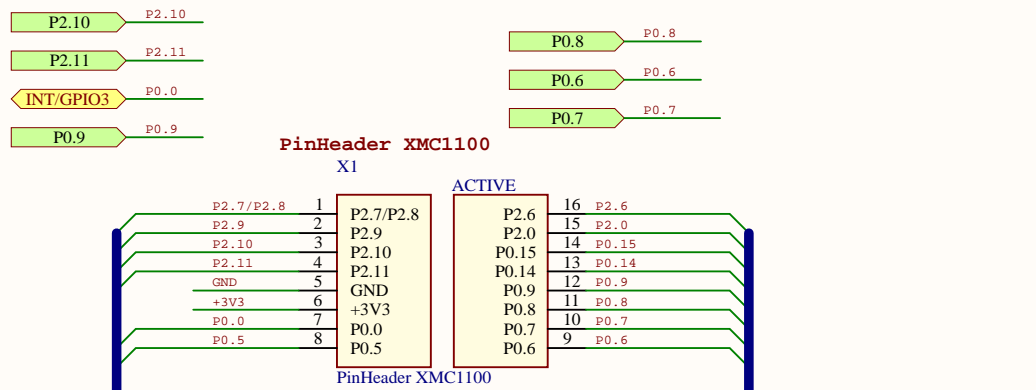 P2.10 P2.10
P0.8 P0.8
P2.11 P2.11
P0.6 P0.6
INT/GPIO3 P0.0
P0.7 P0.7
P0.9 P0.9
PinHeader XMC1100
X1
ACTIVE
P2.7/P2.8 1 P2.7/P2.8 P2.6 16 P2.6
P2.9 2 P2.9 P2.0 15 P2.0
P2.10 3 P2.10 P0.15 14 P0.15
P2.11 4 P2.11 P0.14 13 P0.14
GND 5 GND P0.9 12 P0.9
+3V3 6 +3V3 P0.8 11 P0.8
P0.0 7 P0.0 P0.7 10 P0.7
P0.5 8 P0.5 P0.6 9 P0.6
PinHeader XMC1100